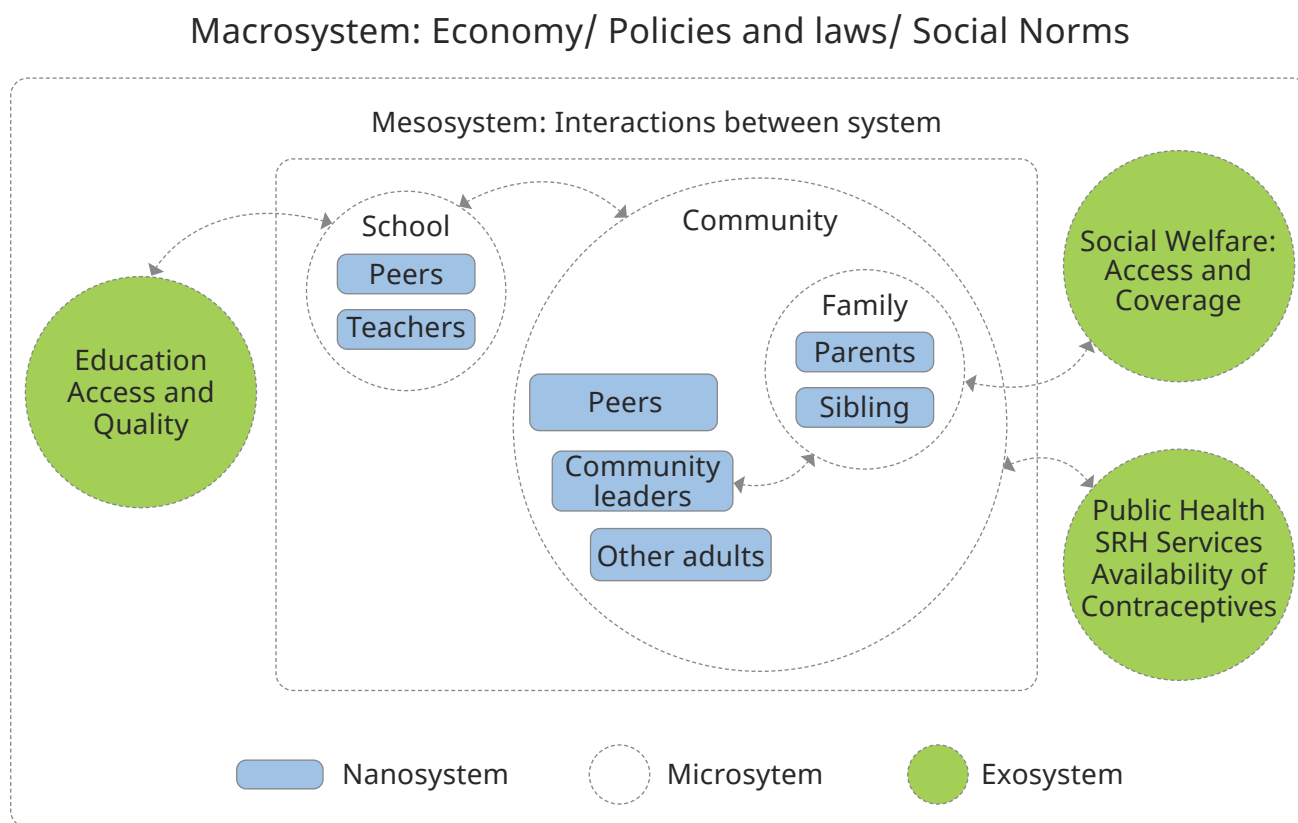 Macrosystem: Economy/ Policies and laws/ Social Norms
Mesosystem: Interactions between system
School
Peers
Teachers
Community
Family
Parents
Sibling
Peers
Community
leaders
Other adults
Education
Access and
Quality
Social Welfare:
Access and
Coverage
Public Health
SRH Services
Availability of
Contraceptives
Nanosystem
Microsytem
Exosystem